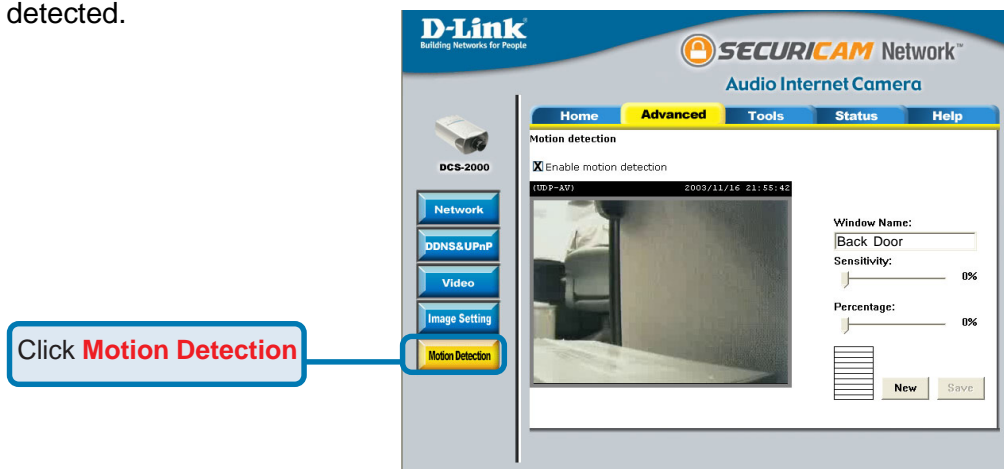 detected.
D-Link
Building Networks for People
SECURICAM Network™
Audio Internet Camera
Home Advanced Tools Status Help
DCS-2000
Network
DDNS&UPnP
Video
Image Setting
Motion Detection
Motion detection
X Enable motion detection
(UDP-AV) 2003/11/16 21:55:42
Window Name:
Back Door
Sensitivity:
0%
Percentage:
0%
New Save
Click Motion Detection